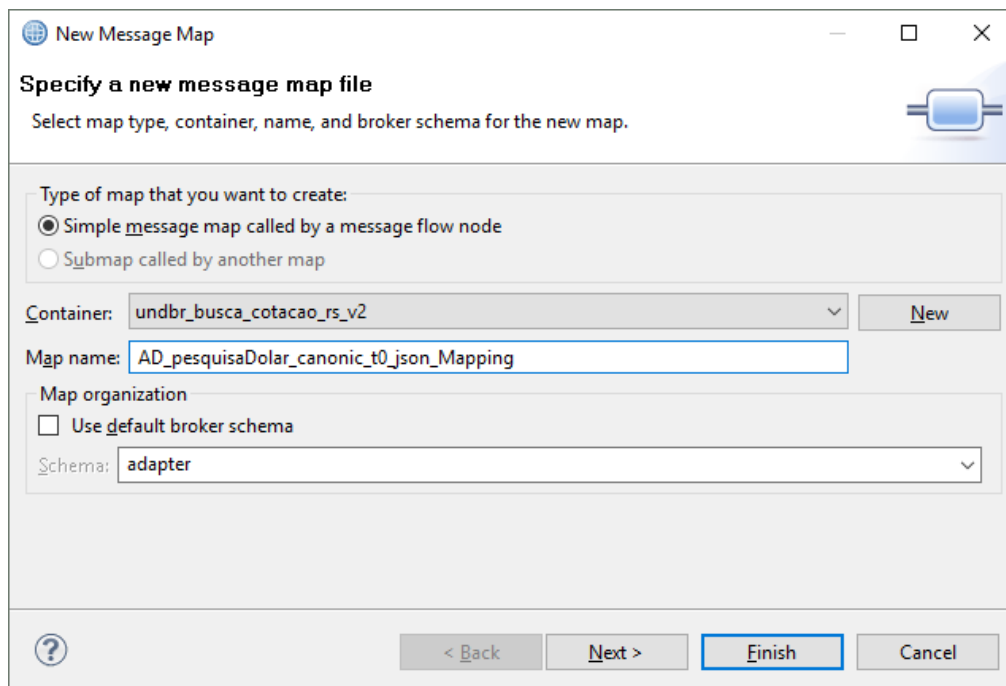 New Message Map
Specify a new message map file
Select map type, container, name, and broker schema for the new map.
Type of map that you want to create:
Simple message map called by a message flow node
Submap called by another map
Container: undbr_busca_cotacao_rs_v2 New
Map name: AD_pesquisaDolar_canonic_t0_json_Mapping
Map organization
Use default broker schema
Schema: adapter
? < Back Next > Finish Cancel